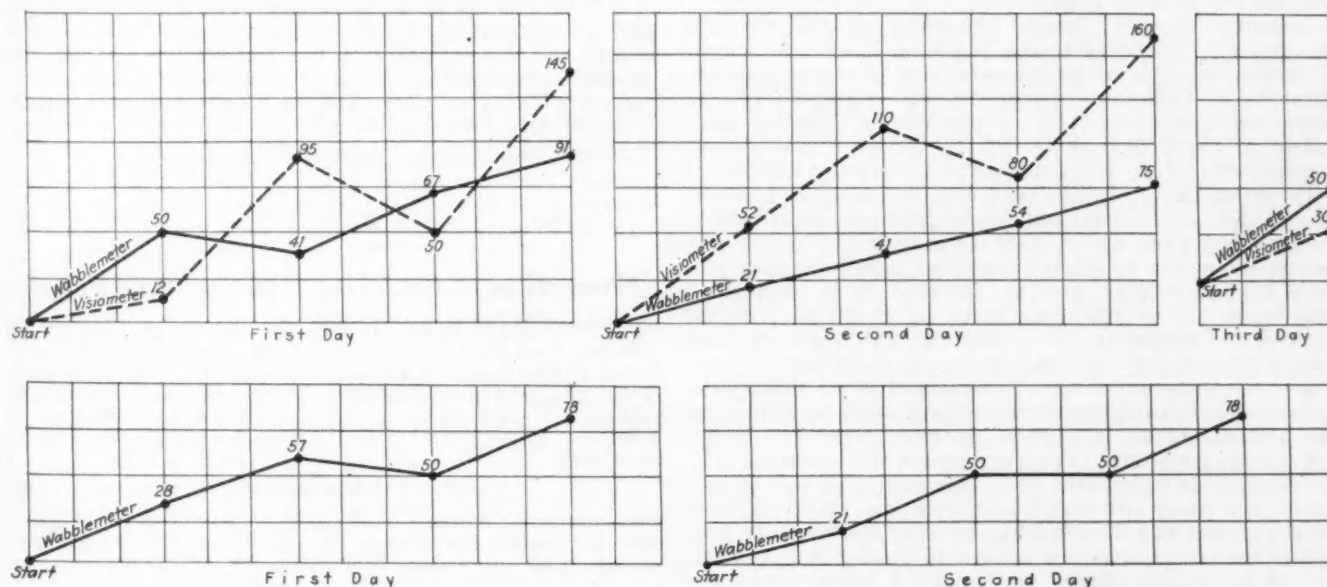 145
95
91
67
50
41
50
Wabblemeter
Visiometer 12
Start
First Day
160
110
80
75
52
54
41
21
Visiometer
Wabblemeter
Start
Second Day
50
30
Wabblemeter
Visiometer
Start
Third Day
78
57
50
28
Wabblemeter
Start
First Day
78
50
50
21
Wabblemeter
Start
Second Day